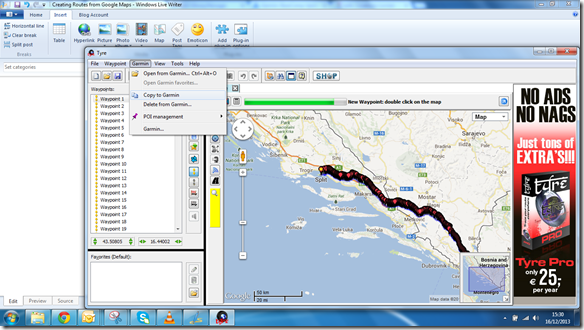 Creating Routes from Google Maps - Windows Live Writer
Home Insert Blog Account
Horizontal line
Clear break
Split post
Breaks
Table
Hyperlink
Picture
Video
Map
Post
Emoticon
Add
Plug-in
options
Set categories
Tyre
File Waypoint Garmin View Tools Help
Open from Garmin... Ctrl+Alt+O
Open Garmin favorites...
Copy to Garmin
Delete from Garmin...
POI management
Garmin...
SHOP
Waypoints:
Waypoint 1
Waypoint 2
Waypoint 3
Waypoint 4
Waypoint 5
Waypoint 6
Waypoint 7
Waypoint 8
Waypoint 9
Waypoint 10
Waypoint 11
Waypoint 12
Waypoint 13
Waypoint 14
Waypoint 15
Waypoint 16
Waypoint 17
Waypoint 18
Waypoint 19
43.50805 16.44002
Favorites (Default):
New Waypoint: double click on the map
Map
Sarajevo
Trogir
Split
Mostar
Dubrovnik
Bosnia and
Herzegovina
Montenegro
Google
50 km
20 mi
NO ADS
NO NAGS
Just tons of
EXTRA'S!!!
tyre
PRO
Tyre Pro
only
€ 25,-
per year
Edit Preview Source
15:30
16/12/2013